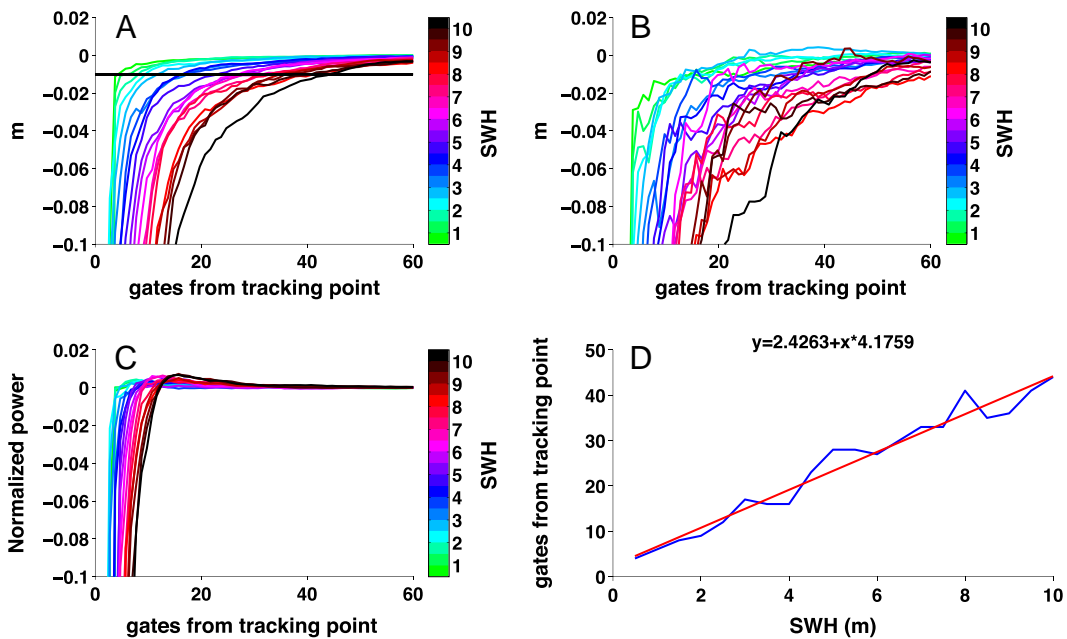 A
0.02
0
−0.02
−0.04
−0.06
−0.08
−0.1
m
0 20 40 60
gates from tracking point
10
9
8
7
6
5
4
3
2
1
SWH
B
0.02
0
−0.02
−0.04
−0.06
−0.08
−0.1
m
0 20 40 60
gates from tracking point
10
9
8
7
6
5
4
3
2
1
SWH
C
0.02
0
−0.02
−0.04
−0.06
−0.08
−0.1
Normalized power
0 20 40 60
gates from tracking point
10
9
8
7
6
5
4
3
2
1
SWH
D
y=2.4263+x*4.1759
50
40
30
20
10
0
gates from tracking point
0 2 4 6 8 10
SWH (m)